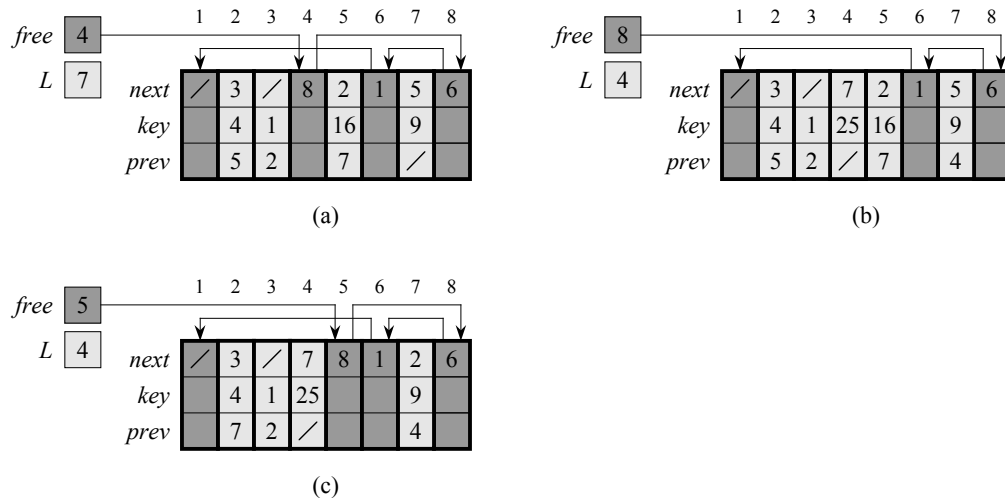 1 2 3 4 5 6 7 8
free 4
L 7
next / 3 / 8 2 1 5 6
key 4 1 16 9
prev 5 2 7 /
(a)
1 2 3 4 5 6 7 8
free 8
L 4
next / 3 / 7 2 1 5 6
key 4 1 25 16 9
prev 5 2 / 7 4
(b)
1 2 3 4 5 6 7 8
free 5
L 4
next / 3 / 7 8 1 2 6
key 4 1 25 9
prev 7 2 / 4
(c)